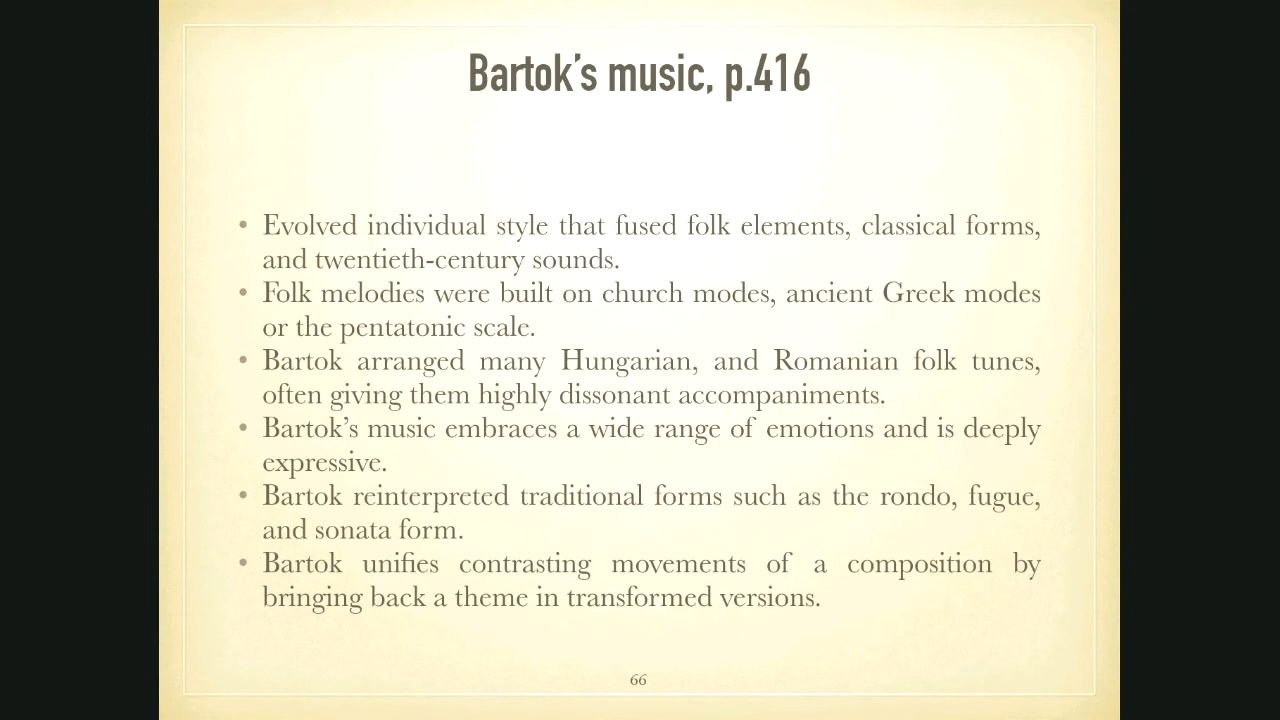 Bartok’s music, p.416
• Evolved individual style that fused folk elements, classical forms,
and twentieth-century sounds.
• Folk melodies were built on church modes, ancient Greek modes
or the pentatonic scale.
• Bartok arranged many Hungarian, and Romanian folk tunes,
often giving them highly dissonant accompaniments.
• Bartok’s music embraces a wide range of emotions and is deeply
expressive.
• Bartok reinterpreted traditional forms such as the rondo, fugue,
and sonata form.
• Bartok unifies contrasting movements of a composition by
bringing back a theme in transformed versions.
66